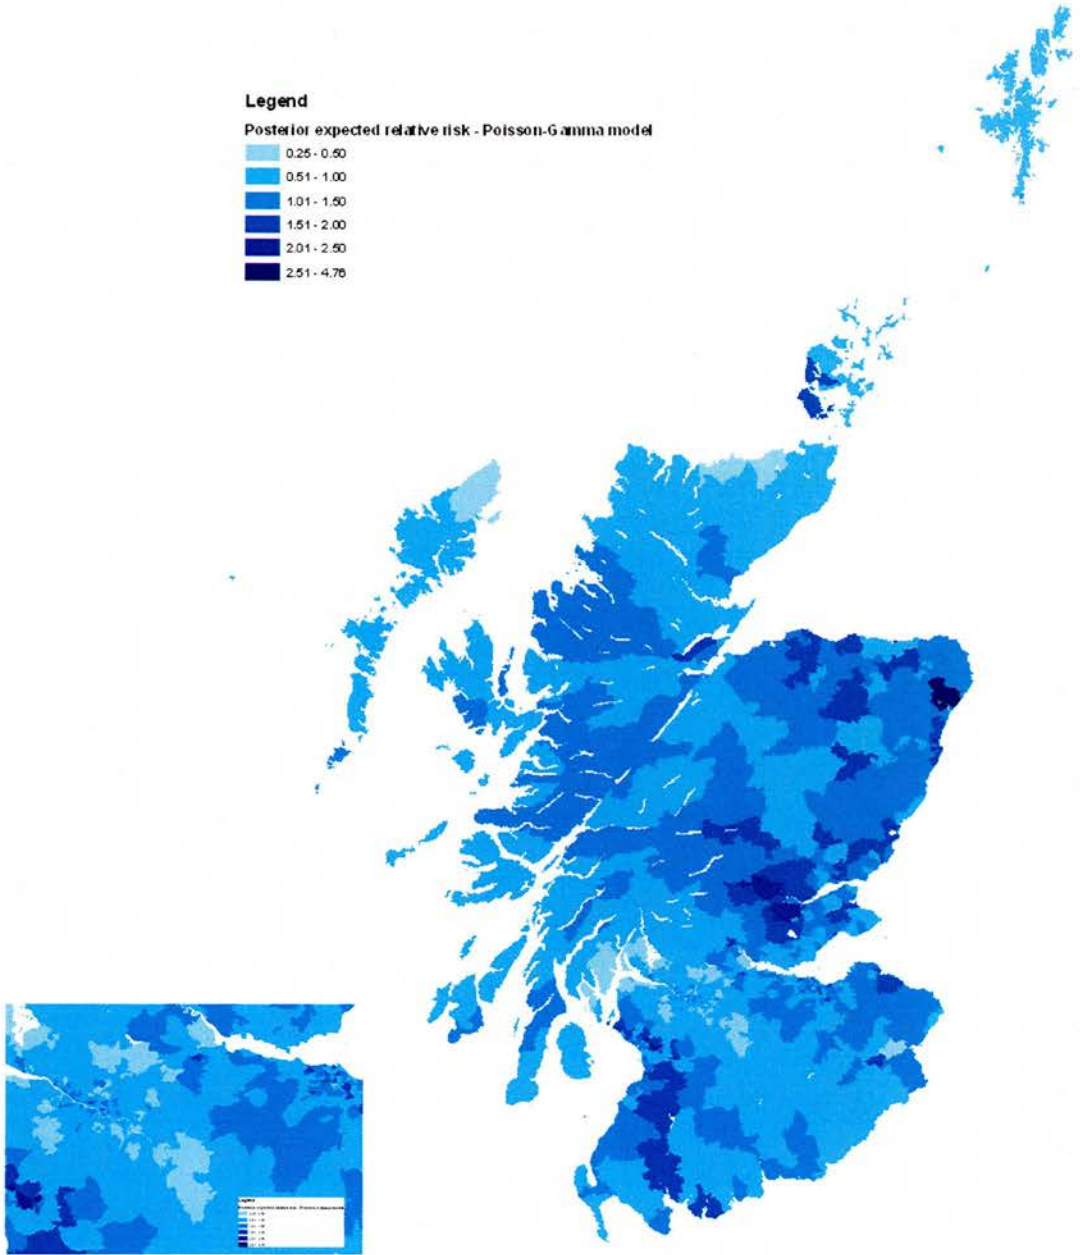 Legend
Posterior expected relative risk - Poisson-Gamma model
0.25 - 0.50
0.51 - 1.00
1.01 - 1.50
1.51 - 2.00
2.01 - 2.50
2.51 - 4.76
Legend